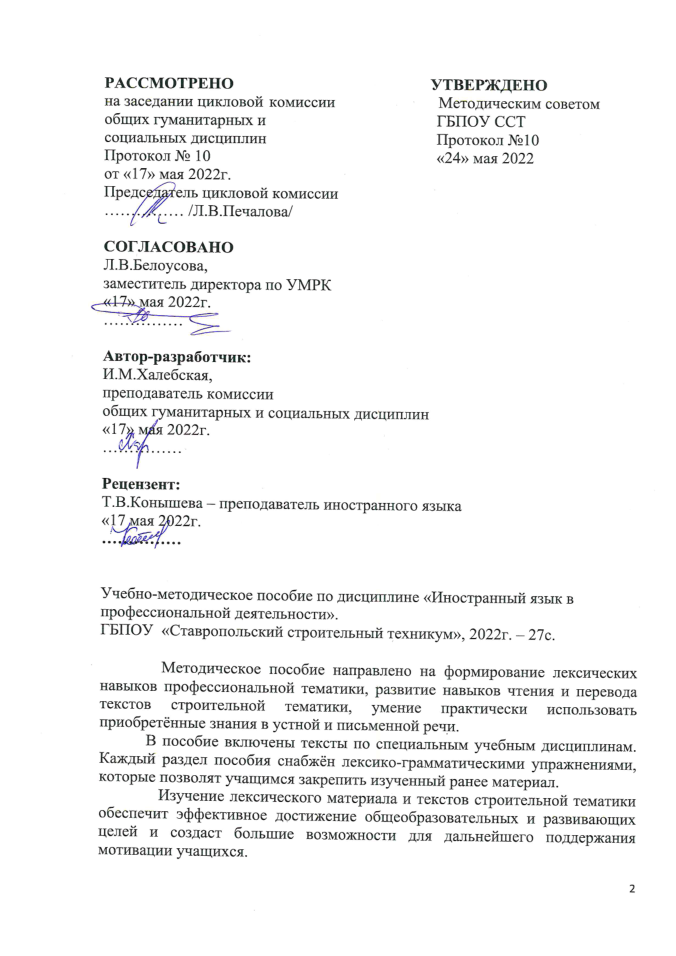 РАССМОТРЕНО
на заседании цикловой комиссии
общих гуманитарных и
социальных дисциплин
Протокол № 10
от «17» мая 2022г.
Председатель цикловой комиссии
…………… /Л.В.Печалова/
УТВЕРЖДЕНО
Методическим советом
ГБПОУ ССТ
Протокол №10
«24» мая 2022
СОГЛАСОВАНО
Л.В.Белоусова,
заместитель директора по УМРК
«17» мая 2022г.
……………
Автор-разработчик:
И.М.Халебская,
преподаватель комиссии
общих гуманитарных и социальных дисциплин
«17» мая 2022г.
……………
Рецензент:
Т.В.Конышева – преподаватель иностранного языка
«17 мая 2022г.
……………
Учебно-методическое пособие по дисциплине «Иностранный язык в
профессиональной деятельности».
ГБПОУ «Ставропольский строительный техникум», 2022г. – 27с.
Методическое пособие направлено на формирование лексических
навыков профессиональной тематики, развитие навыков чтения и перевода
текстов строительной тематики, умение практически использовать
приобретённые знания в устной и письменной речи.
В пособие включены тексты по специальным учебным дисциплинам.
Каждый раздел пособия снабжён лексико-грамматическими упражнениями,
которые позволят учащимся закрепить изученный ранее материал.
Изучение лексического материала и текстов строительной тематики
обеспечит эффективное достижение общеобразовательных и развивающих
целей и создаст большие возможности для дальнейшего поддержания
мотивации учащихся.
2